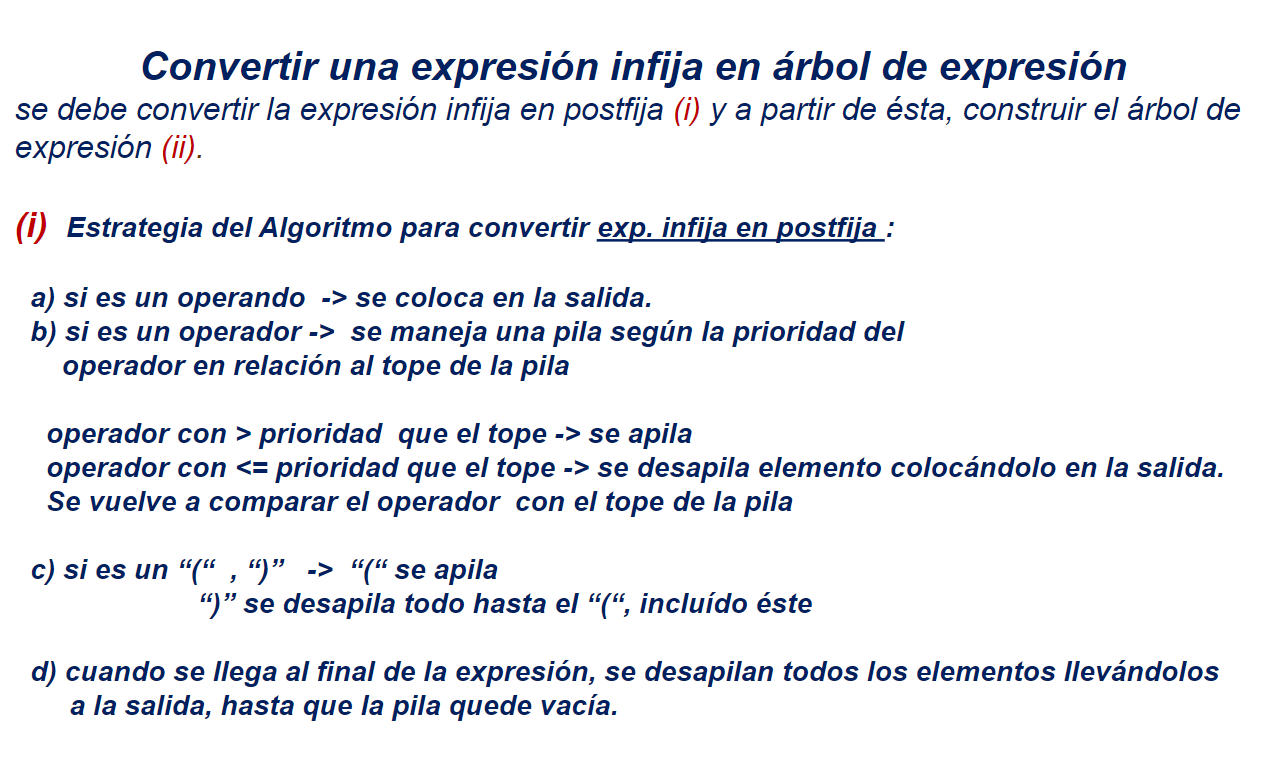 Convertir una expresión infija en árbol de expresión
se debe convertir la expresión infija en postfija (i) y a partir de ésta, construir el árbol de
expresión (ii).
(i) Estrategia del Algoritmo para convertir exp. infija en postfija :
a) si es un operando -> se coloca en la salida.
b) si es un operador -> se maneja una pila según la prioridad del
operador en relación al tope de la pila
operador con > prioridad que el tope -> se apila
operador con <= prioridad que el tope -> se desapila elemento colocándolo en la salida.
Se vuelve a comparar el operador con el tope de la pila
c) si es un “(“ , “)” -> “(“ se apila
“)” se desapila todo hasta el “(“, incluído éste
d) cuando se llega al final de la expresión, se desapilan todos los elementos llevándolos
a la salida, hasta que la pila quede vacía.